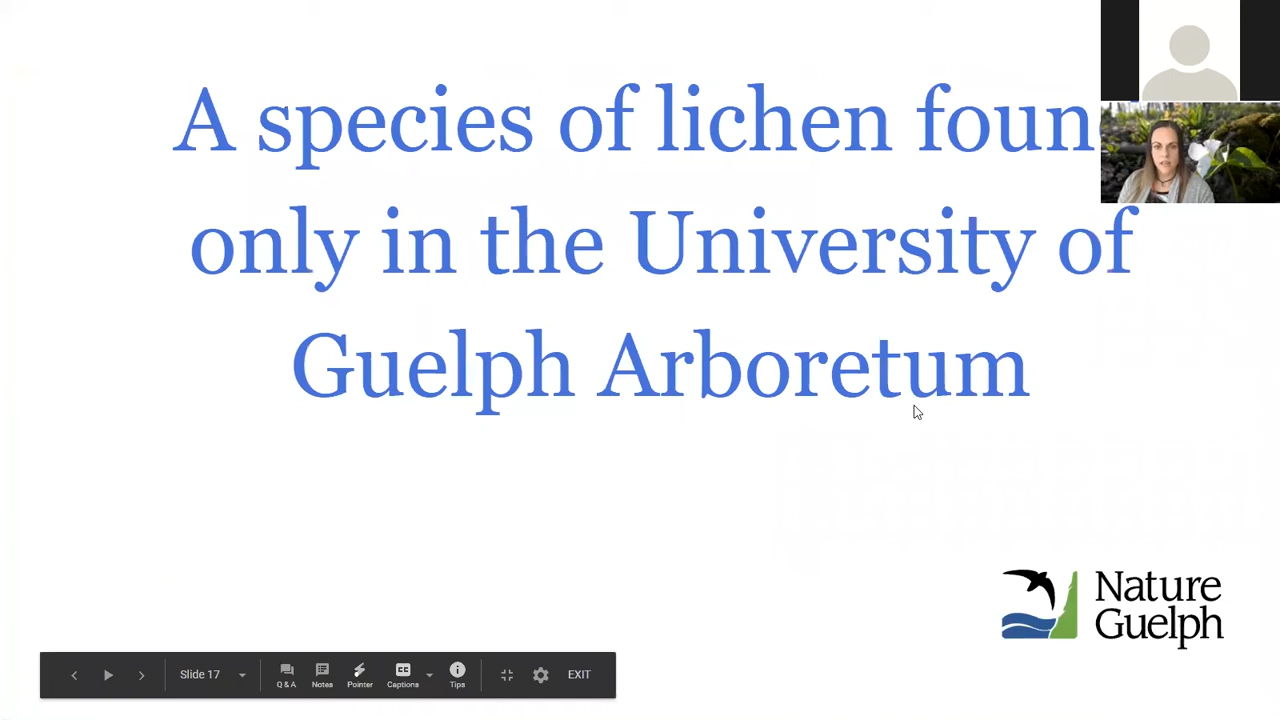 A species of lichen foun
only in the University of
Guelph Arboretum
Nature
Guelph
Slide 17
Q & A
Notes
Pointer
CC
Captions
Tips
EXIT